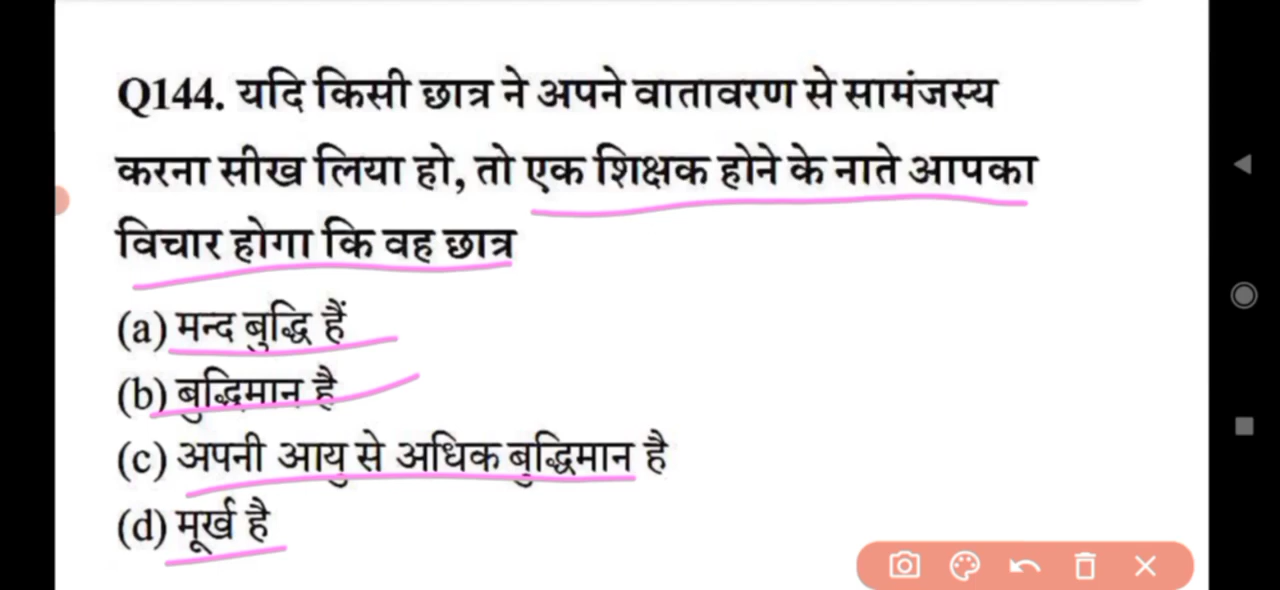 Q144. यदि किसी छात्र ने अपने वातावरण से सामंजस्य
करना सीख लिया हो, तो एक शिक्षक होने के नाते आपका
विचार होगा कि वह छात्र
(a) मन्द बुद्धि हैं
(b) बुद्धिमान है
(c) अपनी आयु से अधिक बुद्धिमान है
(d) मूर्ख है